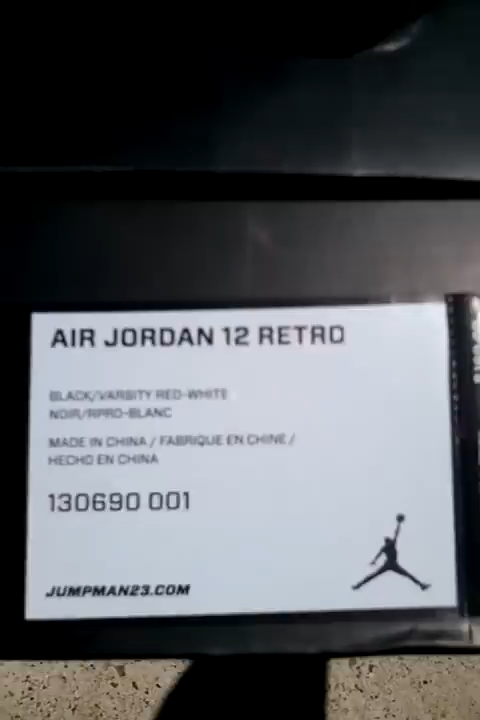 AIR JORDAN 12 RETRO
BLACK/VARSITY RED-WHITE
NOIR/RPRO-BLANC
MADE IN CHINA / FABRIQUE EN CHINE /
HECHO EN CHINA
130690 001
JUMPMAN23.COM